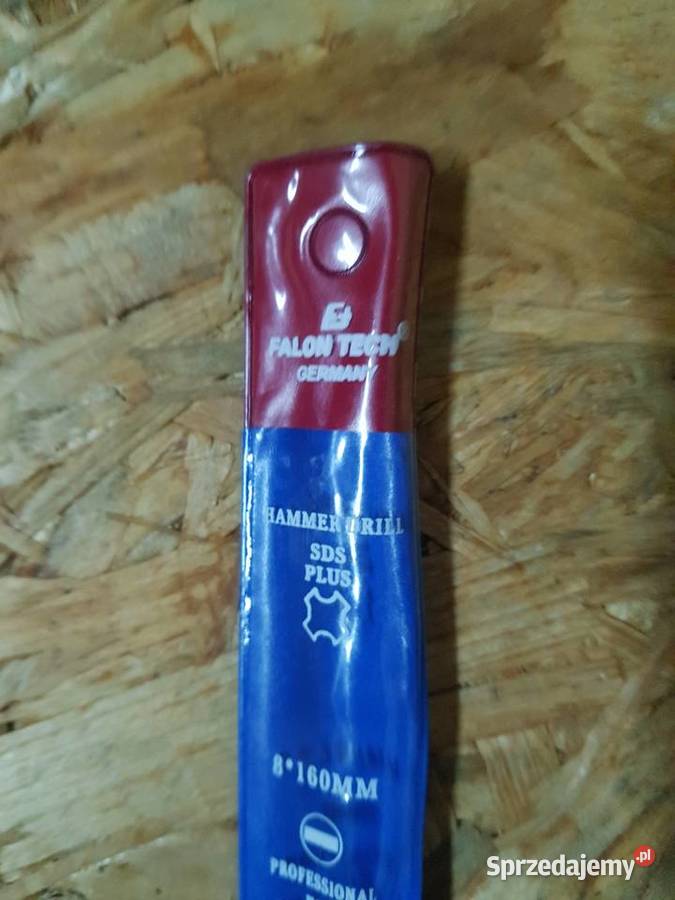 FALON TECH®
GERMANY
HAMMER DRILL
SDS
PLUS
8*160MM
PROFESSIONAL
Sprzedajemy.pl